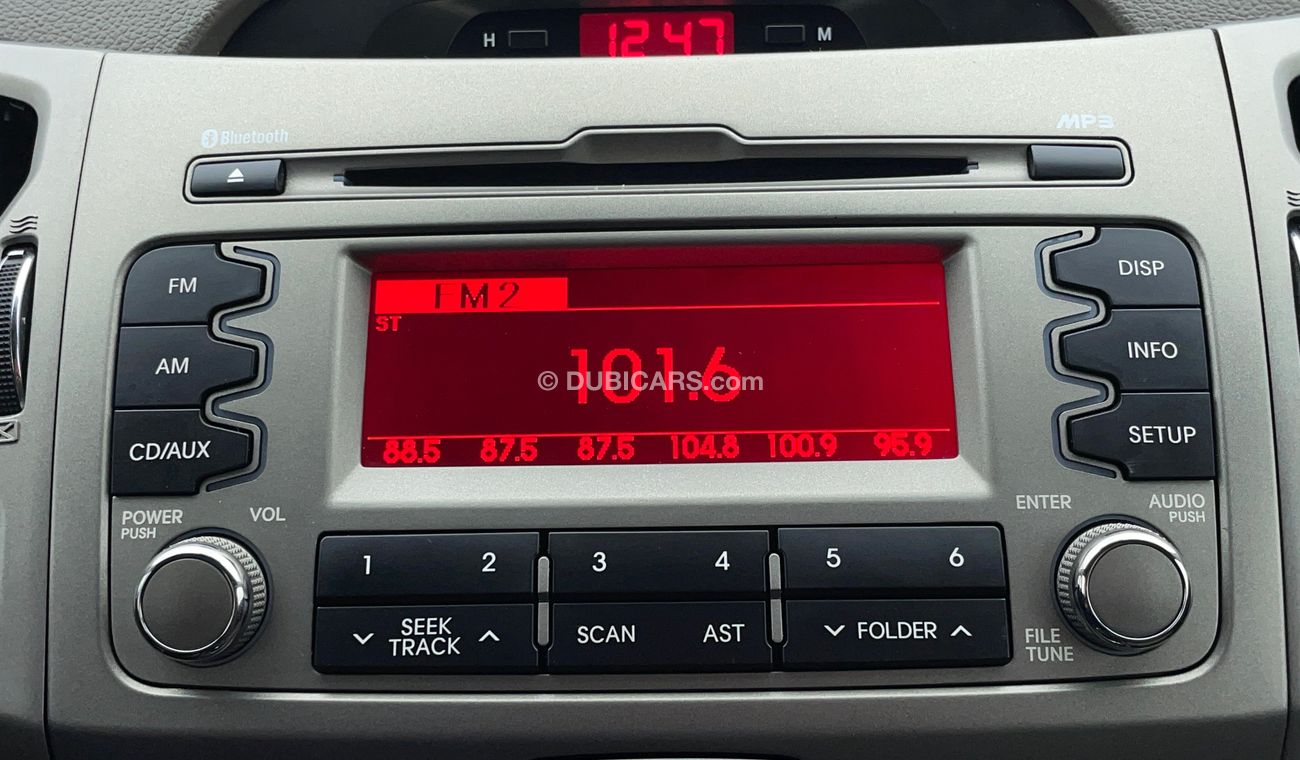 H 12:47 M
Bluetooth MP3
FM DISP
FM2
ST
AM INFO
101.6
© DUBICARS.com
CD/AUX SETUP
88.5 87.5 87.5 104.8 100.9 95.9
POWER VOL ENTER AUDIO
PUSH PUSH
1 2 3 4 5 6
SEEK SCAN AST FOLDER FILE
TRACK TUNE